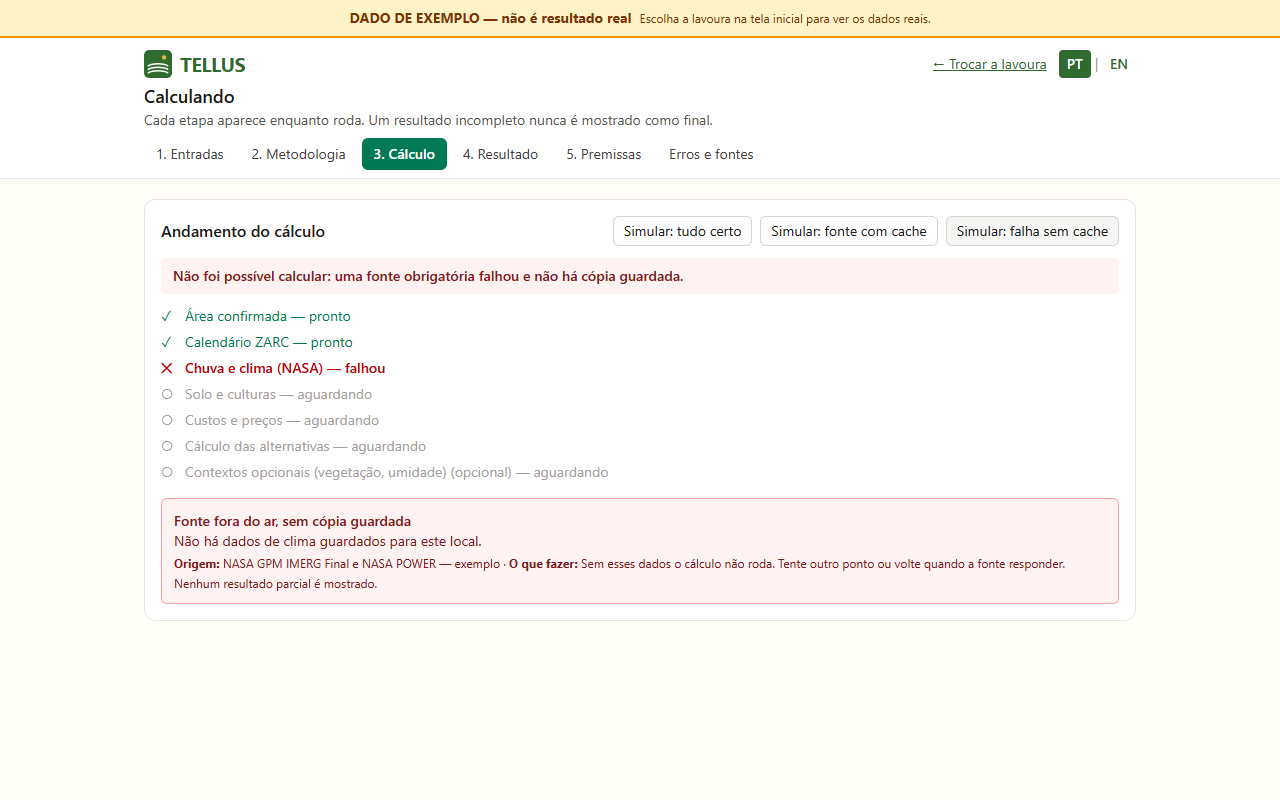 DADO DE EXEMPLO — não é resultado real Escolha a lavoura na tela inicial para ver os dados reais.
TELLUS
← Trocar a lavoura PT | EN
Calculando
Cada etapa aparece enquanto roda. Um resultado incompleto nunca é mostrado como final.
1. Entradas 2. Metodologia 3. Cálculo 4. Resultado 5. Premissas Erros e fontes
Andamento do cálculo
Simular: tudo certo Simular: fonte com cache Simular: falha sem cache
Não foi possível calcular: uma fonte obrigatória falhou e não há cópia guardada.
✓ Área confirmada — pronto
✓ Calendário ZARC — pronto
✕ Chuva e clima (NASA) — falhou
○ Solo e culturas — aguardando
○ Custos e preços — aguardando
○ Cálculo das alternativas — aguardando
○ Contextos opcionais (vegetação, umidade) (opcional) — aguardando
Fonte fora do ar, sem cópia guardada
Não há dados de clima guardados para este local.
Origem: NASA GPM IMERG Final e NASA POWER — exemplo · O que fazer: Sem esses dados o cálculo não roda. Tente outro ponto ou volte quando a fonte responder.
Nenhum resultado parcial é mostrado.